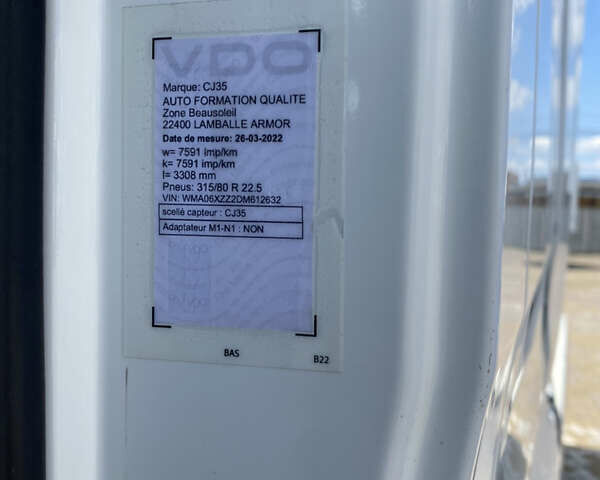 VDO
Marque: CJ35
AUTO FORMATION QUALITE
Zone Beausoleil
22400 LAMBALLE ARMOR
Date de mesure: 26-03-2022
w= 7591 imp/km
k= 7591 imp/km
l= 3308 mm
Pneus: 315/80 R 22.5
VIN: WMA06XZZ2DM612632
scellé capteur : CJ35
Adaptateur M1-N1 : NON
BAS
B22